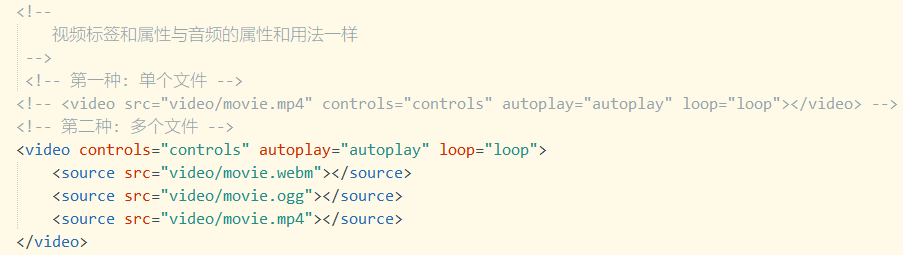 <!--
视频标签和属性与音频的属性和用法一样
-->
<!-- 第一种: 单个文件 -->
<!-- <video src="video/movie.mp4" controls="controls" autoplay="autoplay" loop="loop"></video> -->
<!-- 第二种: 多个文件 -->
<video controls="controls" autoplay="autoplay" loop="loop">
<source src="video/movie.webm"></source>
<source src="video/movie.ogg"></source>
<source src="video/movie.mp4"></source>
</video>